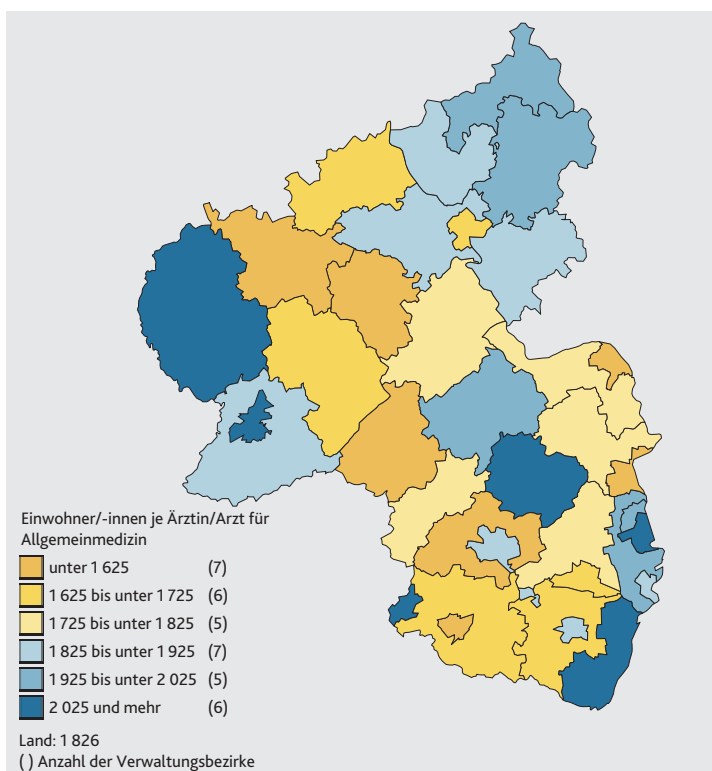 Einwohner/-innen je Ärztin/Arzt für
Allgemeinmedizin
unter 1 625 (7)
1 625 bis unter 1 725 (6)
1 725 bis unter 1 825 (5)
1 825 bis unter 1 925 (7)
1 925 bis unter 2 025 (5)
2 025 und mehr (6)
Land: 1 826
( ) Anzahl der Verwaltungsbezirke